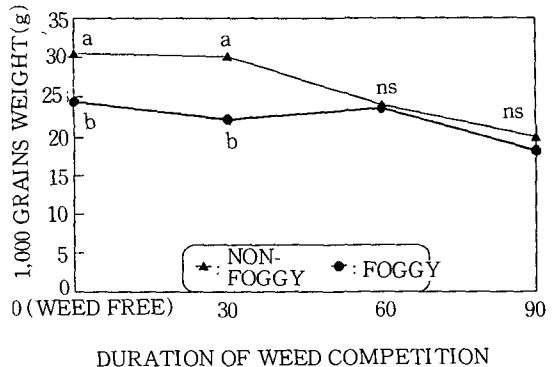 1,000 GRAINS WEIGHT(g)
35
30
25
20
15
10
5
0
a
a
b
b
ns
ns
▲: NON-FOGGY ●: FOGGY
0 (WEED FREE) 30 60 90
DURATION OF WEED COMPETITION